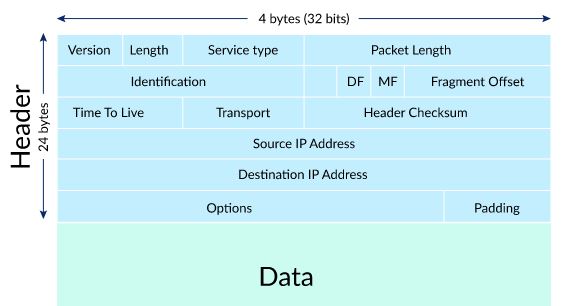 4 bytes (32 bits)
Version Length Service type Packet Length
Identification DF MF Fragment Offset
Time To Live Transport Header Checksum
Source IP Address
Destination IP Address
Options Padding
Header
24 bytes
Data